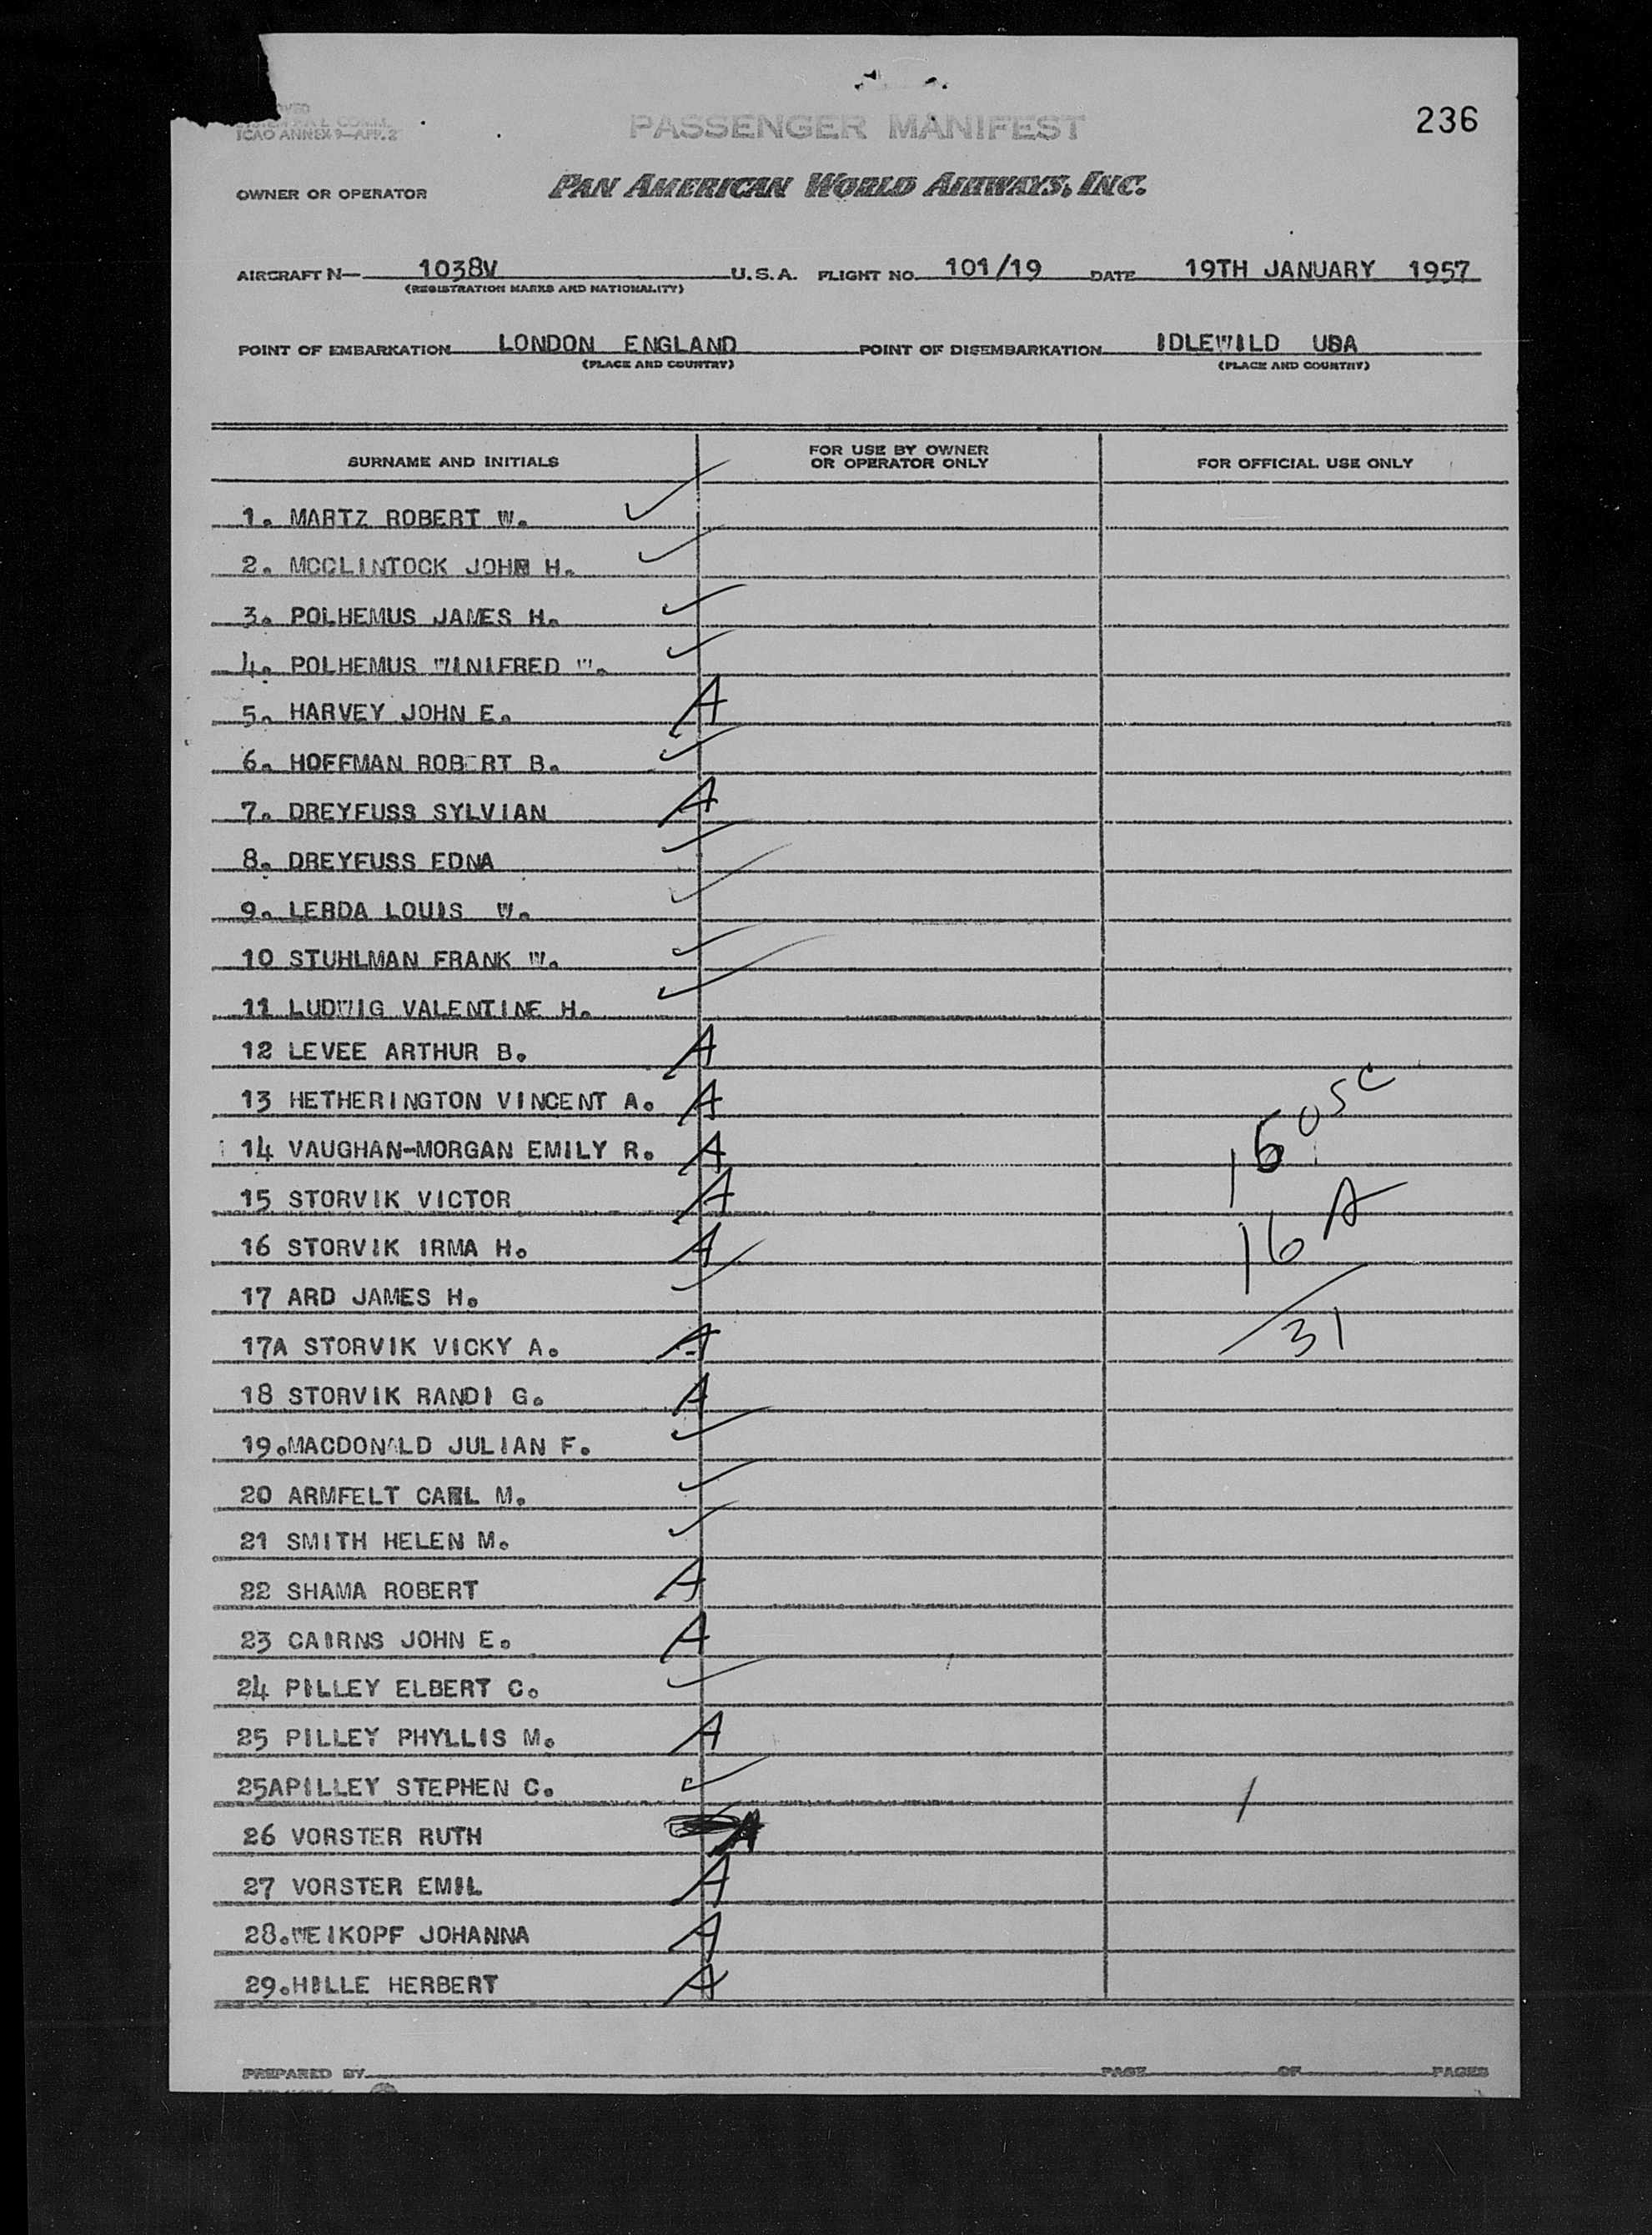 236
ICAO ANNEX 9—APP. 2
PASSENGER MANIFEST
OWNER OR OPERATOR PAN AMERICAN WORLD AIRWAYS, INC.
AIRCRAFT N— 1038V U.S.A. FLIGHT NO. 101/19 DATE 19TH JANUARY 1957
(REGISTRATION MARKS AND NATIONALITY)
POINT OF EMBARKATION LONDON ENGLAND POINT OF DISEMBARKATION IDLEWILD USA
(PLACE AND COUNTRY) (PLACE AND COUNTRY)
SURNAME AND INITIALS FOR USE BY OWNER OR OPERATOR ONLY FOR OFFICIAL USE ONLY
1. MARTZ ROBERT W.
2. MCCLINTOCK JOHN H.
3. POLHEMUS JAMES H.
4. POLHEMUS WINIFRED W.
5. HARVEY JOHN E. A
6. HOFFMAN ROBERT B.
7. DREYFUSS SYLVIAN A
8. DREYFUSS EDNA
9. LEBDA LOUIS W.
10 STUHLMAN FRANK W.
11 LUDWIG VALENTINE H.
12 LEVEE ARTHUR B. A
13 HETHERINGTON VINCENT A. A
14 VAUGHAN-MORGAN EMILY R. A
15 STORVIK VICTOR A
16 STORVIK IRMA H. A 16 A
17 ARD JAMES H.
17A STORVIK VICKY A. A 31
18 STORVIK RANDI G. A
19.MACDONALD JULIAN F.
20 ARMFELT CARL M.
21 SMITH HELEN M.
22 SHAMA ROBERT A
23 CAIRNS JOHN E. A
24 PILLEY ELBERT C.
25 PILLEY PHYLLIS M. A
25APILLEY STEPHEN C.
26 VORSTER RUTH A
27 VORSTER EMIL A
28.WEIKOPF JOHANNA A
29.HILLE HERBERT A
PREPARED BY PAGE OF PAGES